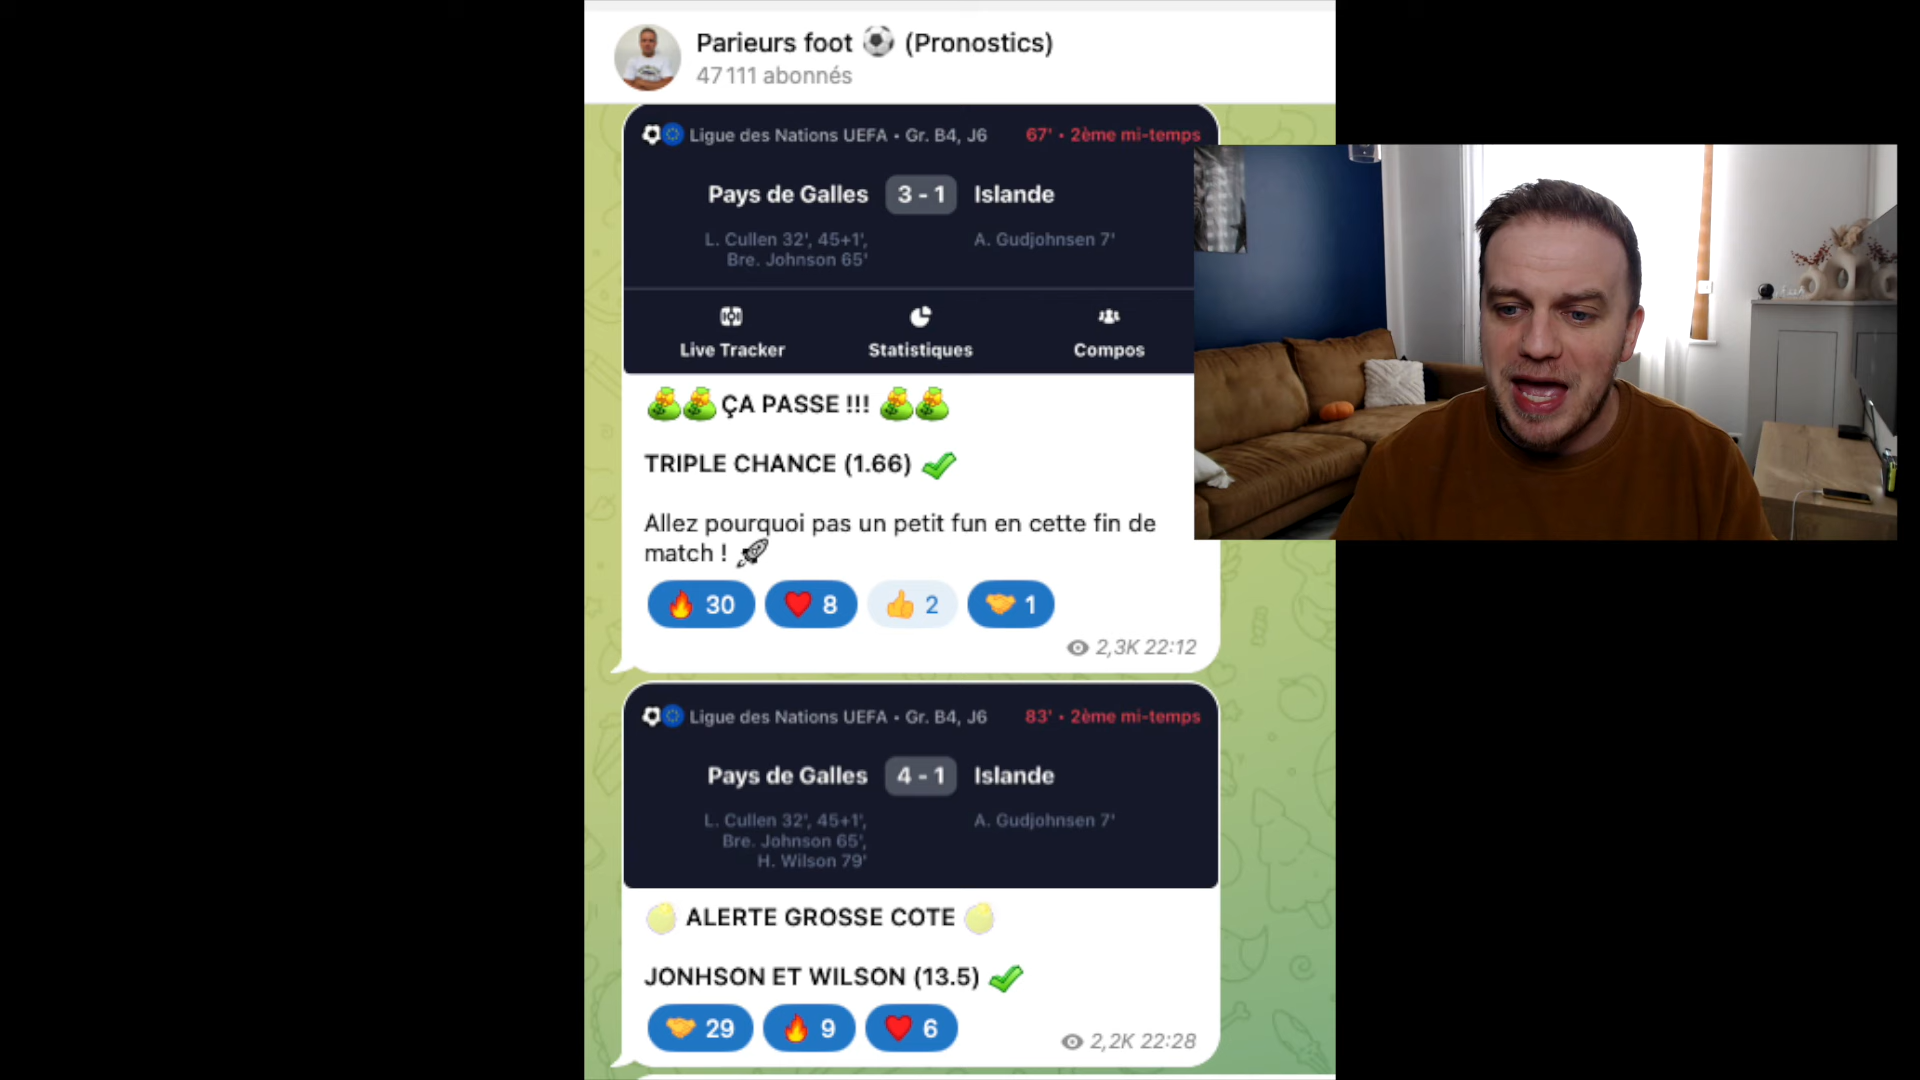 Parieurs foot ⚽ (Pronostics)
47 111 abonnés
Ligue des Nations UEFA • Gr. B4, J6 67' • 2ème mi-temps
Pays de Galles 3 - 1 Islande
L. Cullen 32', 45+1', A. Gudjohnsen 7'
Bre. Johnson 65'
Live Tracker Statistiques Compos
ÇA PASSE !!!
TRIPLE CHANCE (1.66)
Allez pourquoi pas un petit fun en cette fin de
match ! 🚀
30 8 2 1
2,3K 22:12
Ligue des Nations UEFA • Gr. B4, J6 83' • 2ème mi-temps
Pays de Galles 4 - 1 Islande
L. Cullen 32', 45+1', A. Gudjohnsen 7'
Bre. Johnson 65',
H. Wilson 79'
ALERTE GROSSE COTE
JONHSON ET WILSON (13.5)
29 9 6
2,2K 22:28